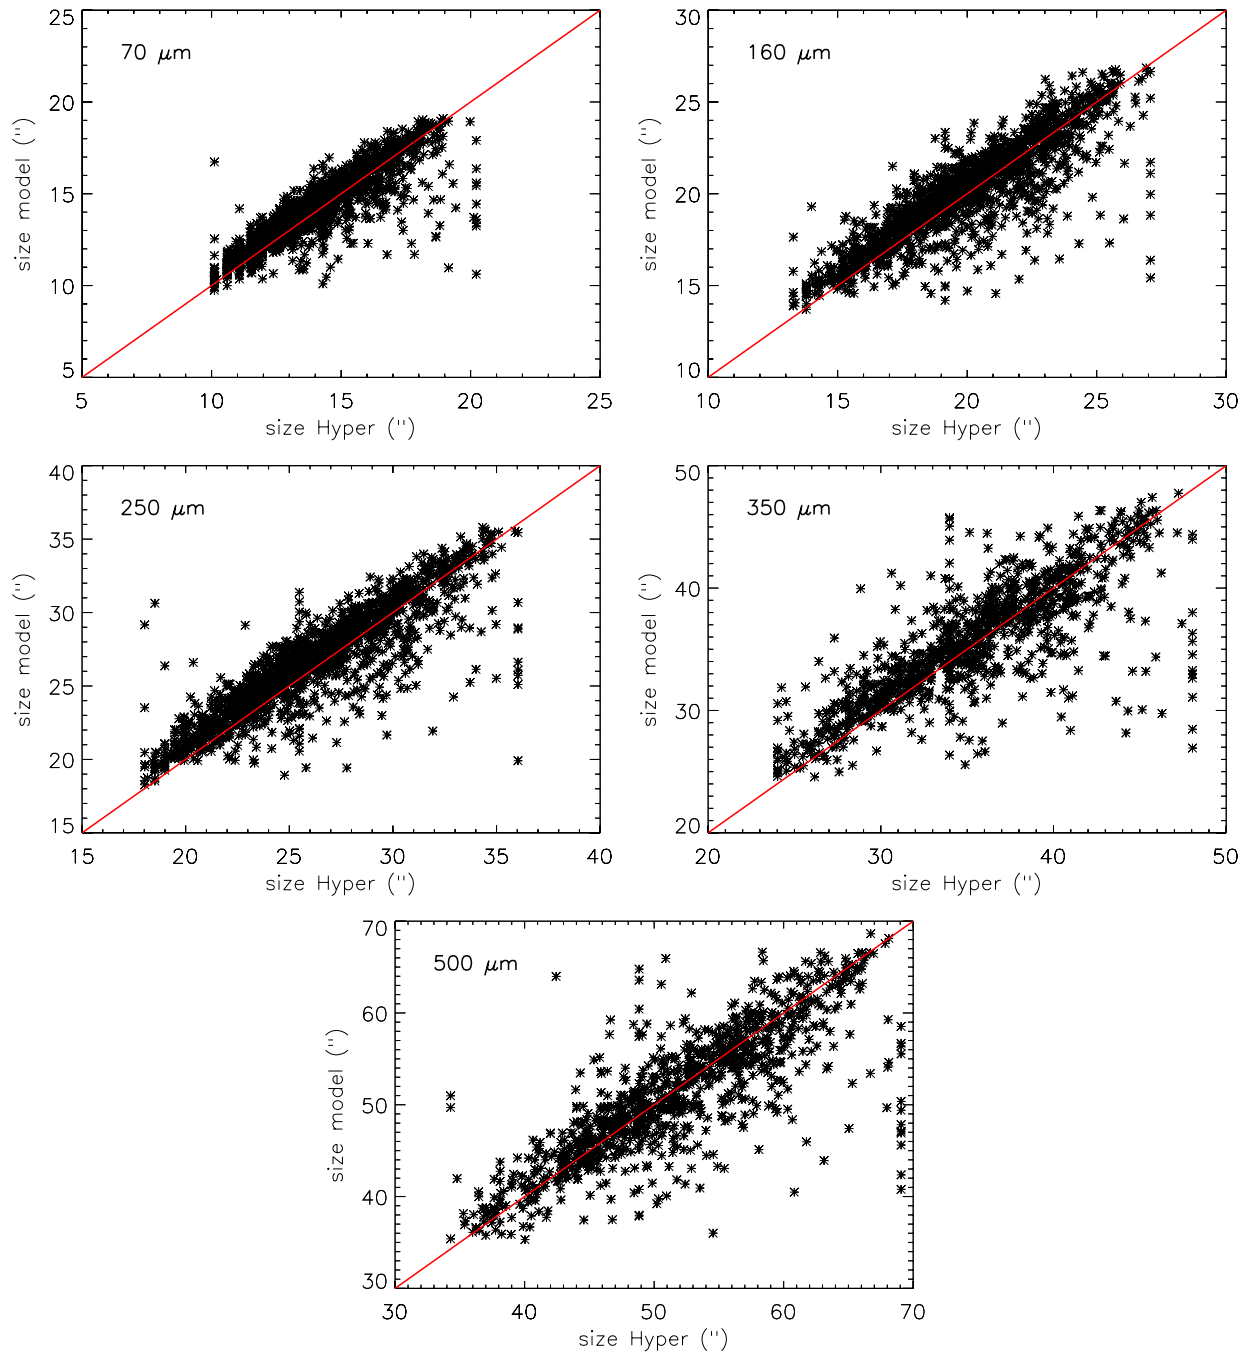 70 μm
25
20
15
10
5
size model ('')
5 10 15 20 25
size Hyper ('')
160 μm
30
25
20
15
10
size model ('')
10 15 20 25 30
size Hyper ('')
250 μm
40
35
30
25
20
15
size model ('')
15 20 25 30 35 40
size Hyper ('')
350 μm
50
40
30
20
size model ('')
20 30 40 50
size Hyper ('')
500 μm
70
60
50
40
30
size model ('')
30 40 50 60 70
size Hyper ('')